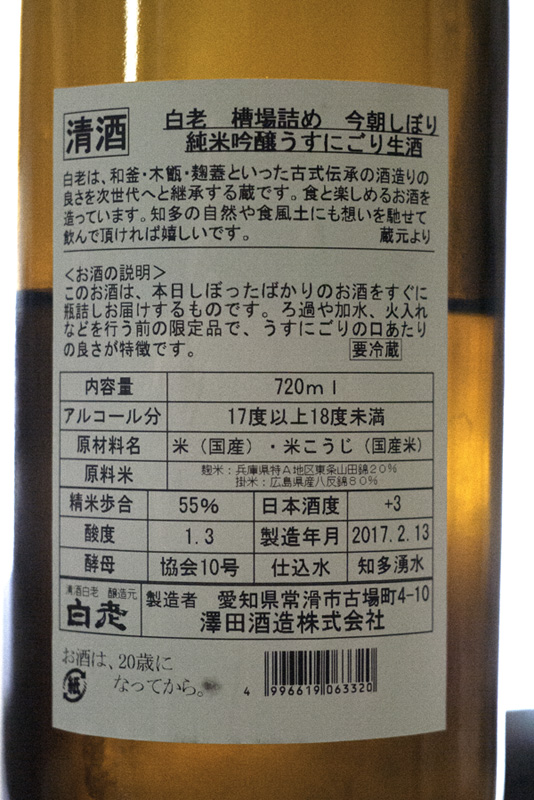 清酒
白老　槽場詰め　今朝しぼり
純米吟醸うすにごり生酒
白老は、和釜・木甑・麹蓋といった古式伝承の酒造りの
良さを次世代へと継承する蔵です。食と楽しめるお酒を
造っています。知多の自然や食風土にも想いを馳せて
飲んで頂ければ嬉しいです。　蔵元より
＜お酒の説明＞
このお酒は、本日しぼったばかりのお酒をすぐに
瓶詰しお届けするものです。ろ過や加水、火入れ
などを行う前の限定品で、うすにごりの口あたり
の良さが特徴です。　要冷蔵
内容量　720ml
アルコール分　17度以上18度未満
原材料名　米（国産）・米こうじ（国産米）
原料米　麹米：兵庫県特A地区東条山田錦20%
掛米：広島県産八反錦80%
精米歩合　55%　日本酒度　+3
酸度　1.3　製造年月　2017.2.13
酵母　協会10号　仕込水　知多湧水
清酒白老　醸造元
白老
製造者　愛知県常滑市古場町4-10
澤田酒造株式会社
お酒は、20歳に
なってから。
紙
4 996619 063320